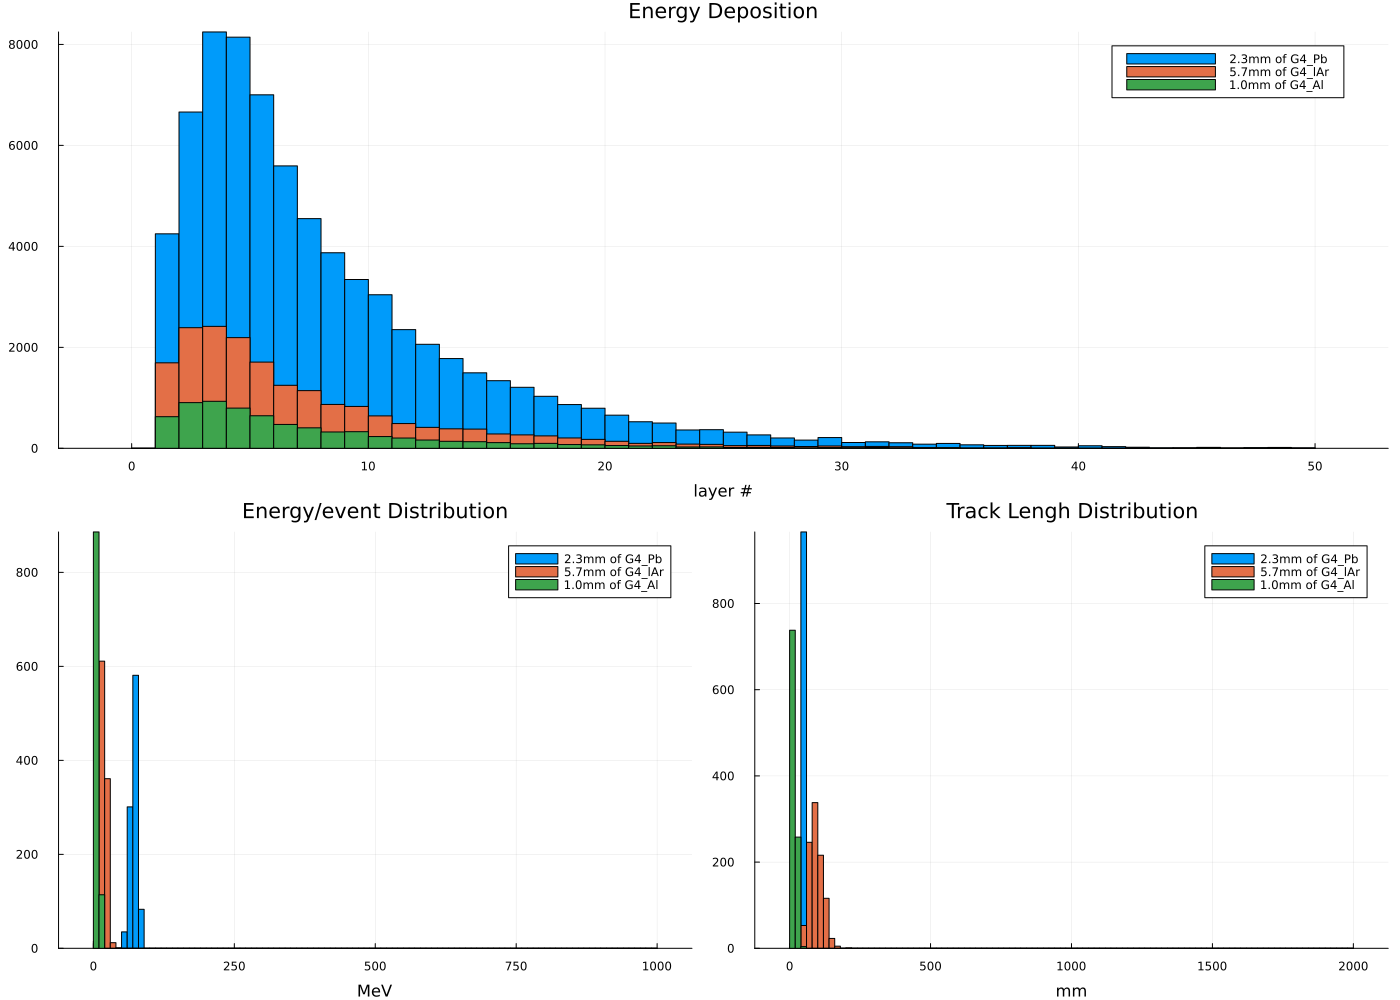 Energy Deposition
8000
6000
4000
2000
0
2.3mm of G4_Pb
5.7mm of G4_lAr
1.0mm of G4_Al
0 10 20 30 40 50
layer #
Energy/event Distribution
800
600
400
200
0
2.3mm of G4_Pb
5.7mm of G4_lAr
1.0mm of G4_Al
0 250 500 750 1000
MeV
Track Lengh Distribution
800
600
400
200
0
2.3mm of G4_Pb
5.7mm of G4_lAr
1.0mm of G4_Al
0 500 1000 1500 2000
mm